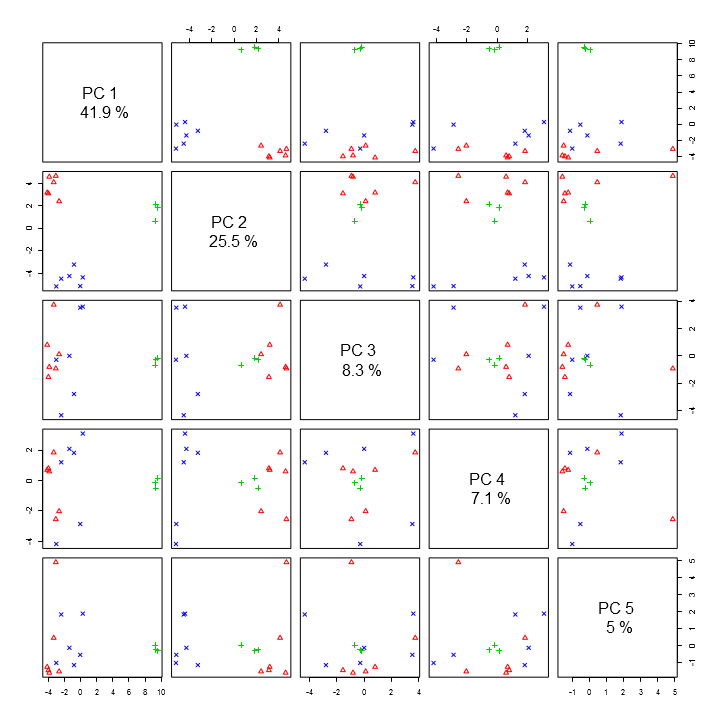 -4 -2 0 2 4
-4 -2 0 2
PC 1
41.9 %
-4 -2 0 2 4 6 8 10
-4 -2 0 2 4
PC 2
25.5 %
PC 3
8.3 %
-4 -2 0 2 4
-4 -2 0 2
PC 4
7.1 %
PC 5
5 %
-1 0 1 2 3 4 5
-4 -2 0 2 4 6 8 10
-4 -2 0 2 4
-1 0 1 2 3 4 5